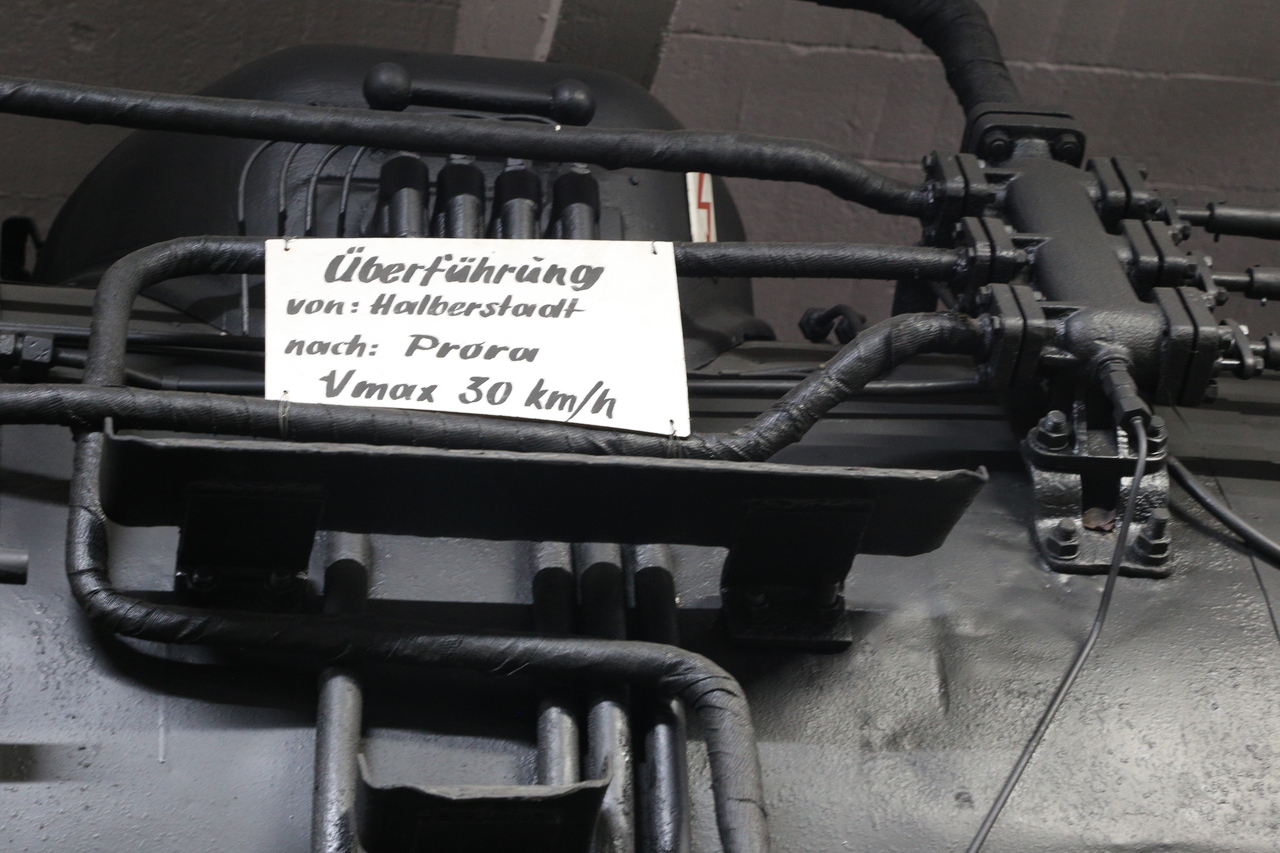 Überführung
von: Halberstadt
nach: Prora
Vmax 30 km/h